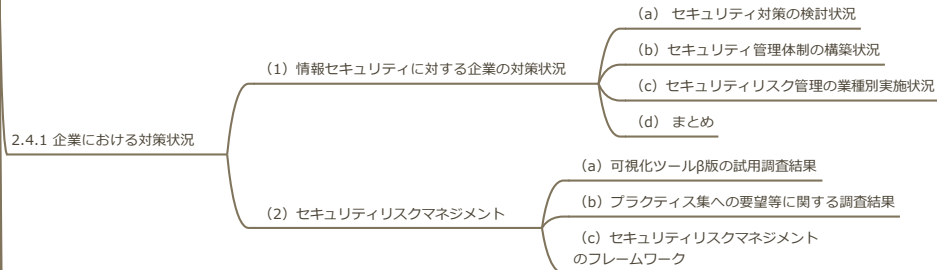 2.4.1 企業における対策状況
（1）情報セキュリティに対する企業の対策状況
（a） セキュリティ対策の検討状況
（b）セキュリティ管理体制の構築状況
（c）セキュリティリスク管理の業種別実施状況
（d） まとめ
（2）セキュリティリスクマネジメント
（a）可視化ツールβ版の試用調査結果
（b）プラクティス集への要望等に関する調査結果
（c）セキュリティリスクマネジメント
のフレームワーク